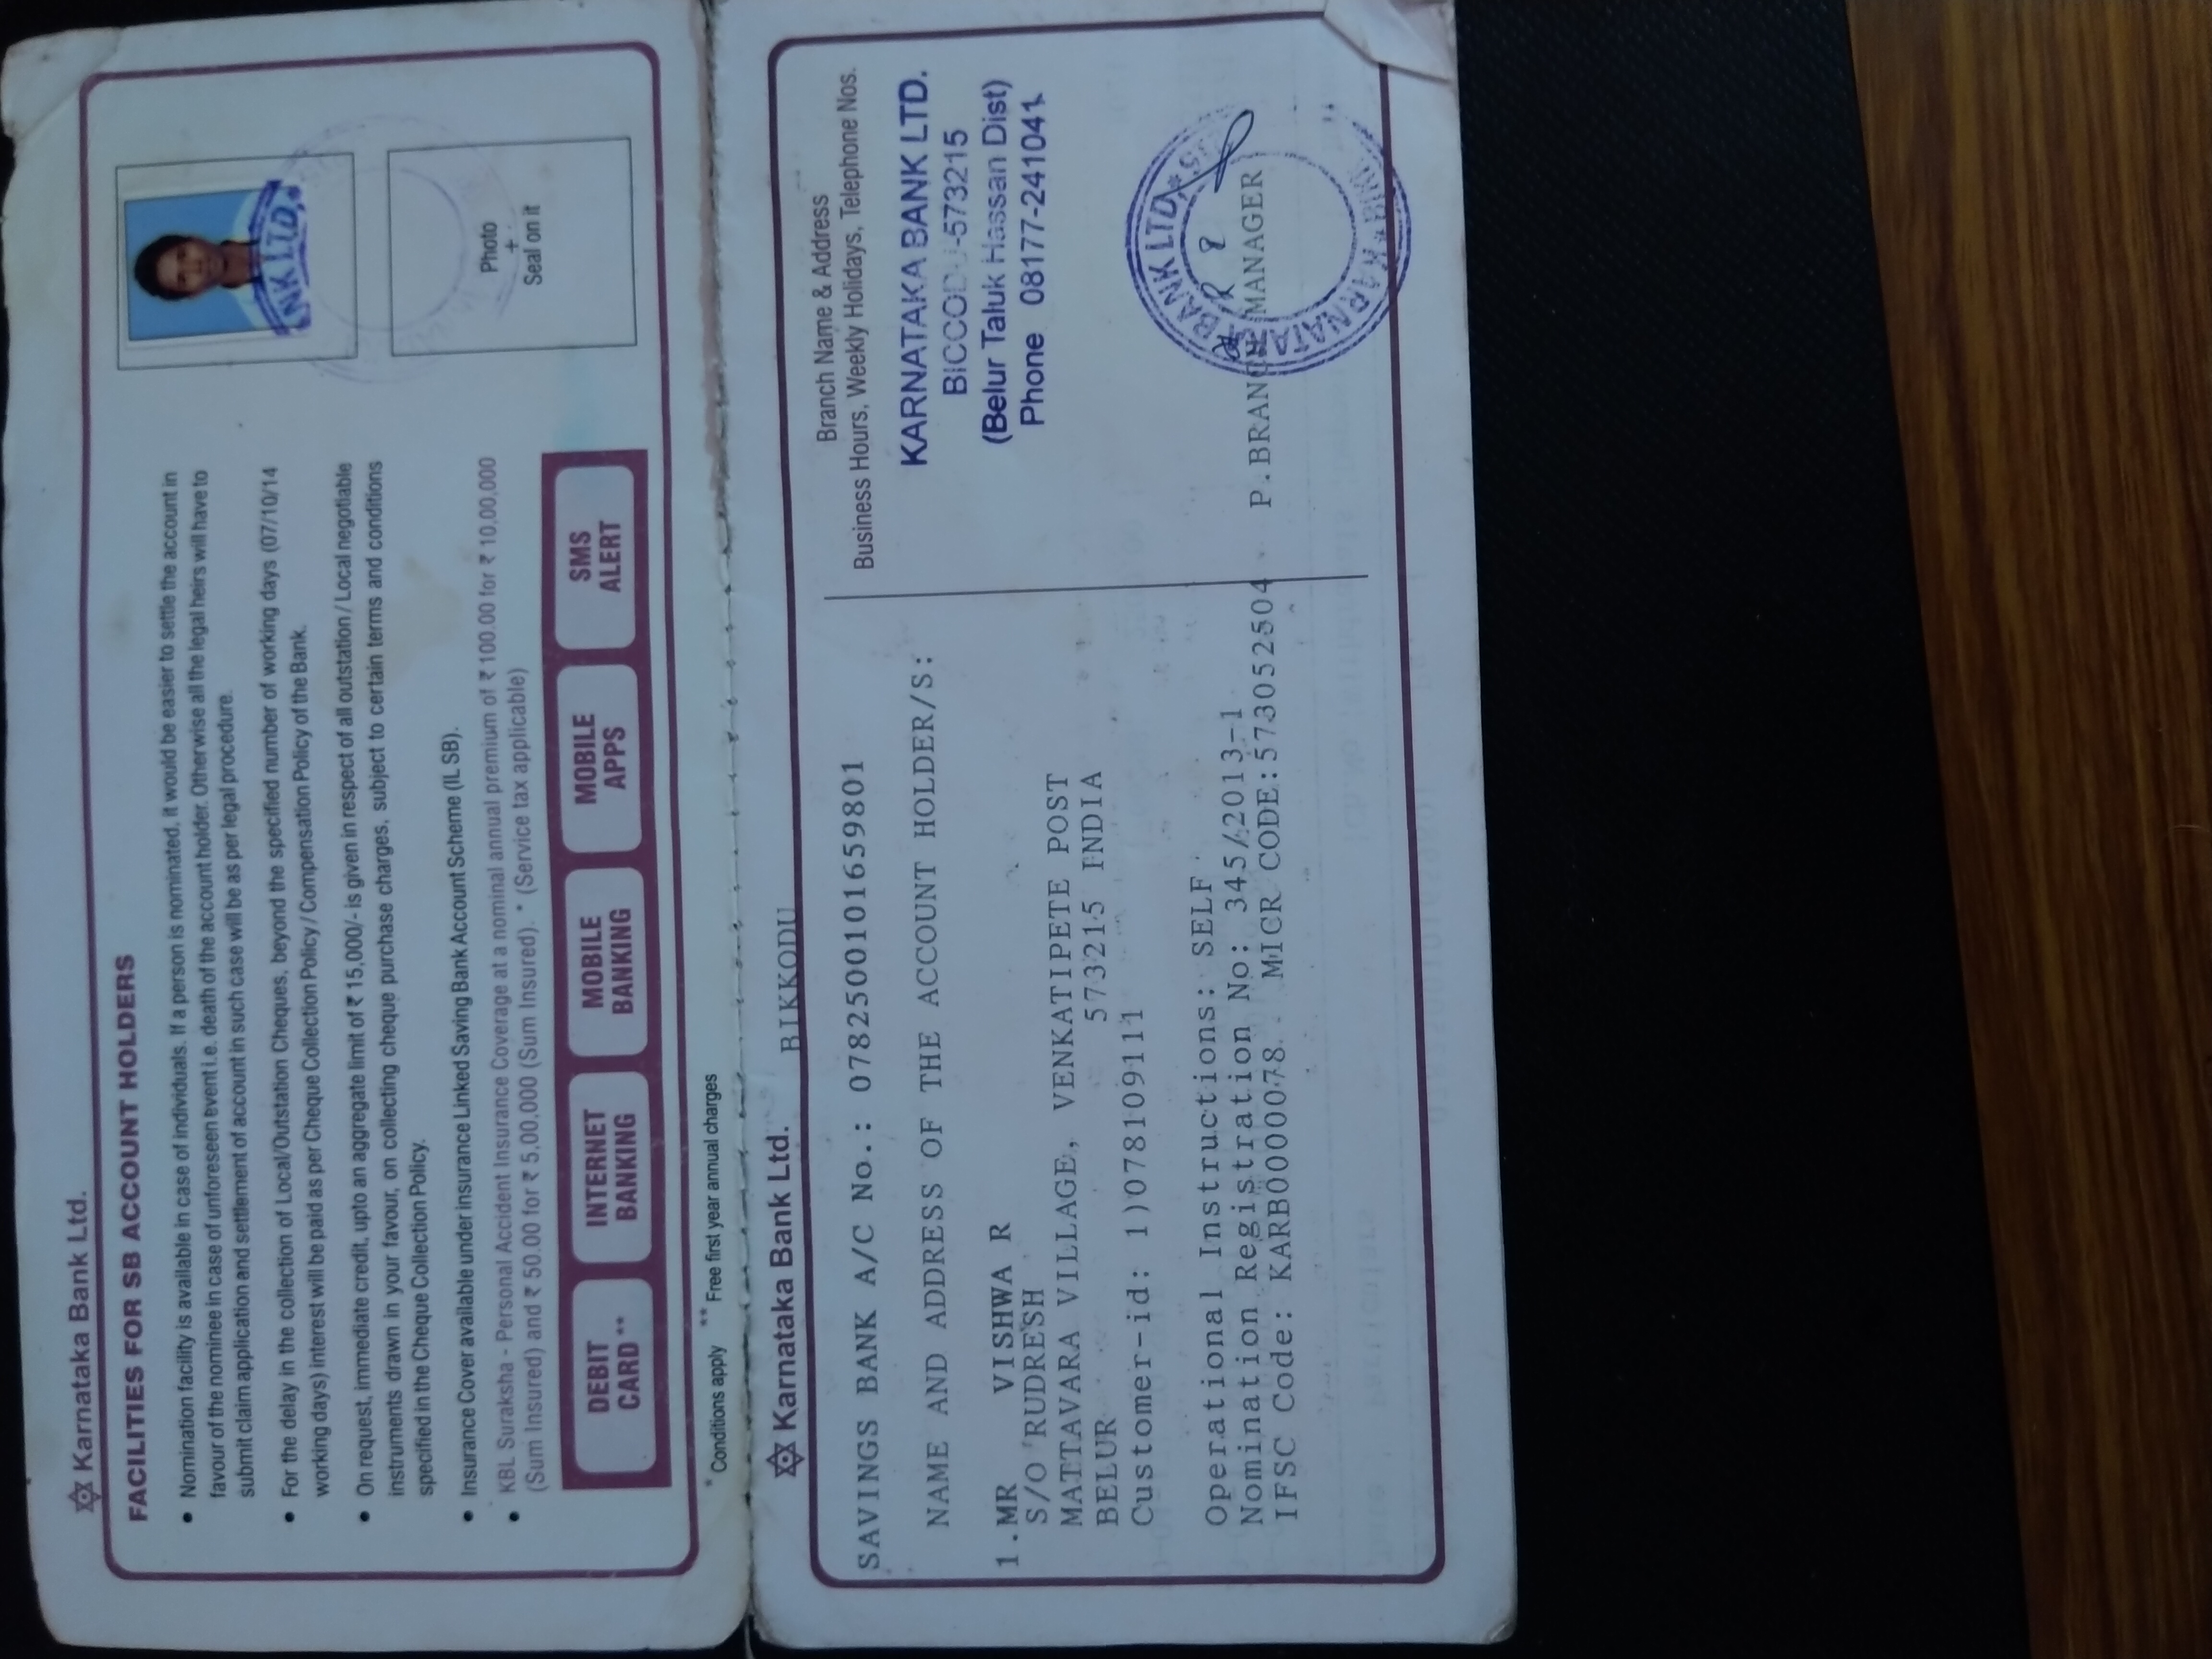 Karnataka Bank Ltd.
FACILITIES FOR SB ACCOUNT HOLDERS
• Nomination facility is available in case of individuals. If a person is nominated, it would be easier to settle the account in
favour of the nominee in case of unforeseen event i.e. death of the account holder. Otherwise all the legal heirs will have to
submit claim application and settlement of account in such case will be as per legal procedure.
• For the delay in the collection of Local/Outstation Cheques, beyond the specified number of working days (07/10/14
working days) interest will be paid as per Cheque Collection Policy / Compensation Policy of the Bank.
• On request, immediate credit, upto an aggregate limit of ₹ 15,000/- is given in respect of all outstation / Local negotiable
instruments drawn in your favour, on collecting cheque purchase charges, subject to certain terms and conditions
specified in the Cheque Collection Policy.
• Insurance Cover available under insurance Linked Saving Bank Account Scheme (IL SB).
• KBL Suraksha - Personal Accident Insurance Coverage at a nominal annual premium of ₹ 100.00 for ₹ 10,00,000
(Sum Insured) and ₹ 50.00 for ₹ 5,00,000 (Sum Insured). * (Service tax applicable)
DEBIT
CARD **
INTERNET
BANKING
MOBILE
BANKING
MOBILE
APPS
SMS
ALERT
* Conditions apply ** Free first year annual charges
NK LTD.
Photo
+
Seal on it
Karnataka Bank Ltd. BIKKODU
SAVINGS BANK A/C No.: 0782500101659801
NAME AND ADDRESS OF THE ACCOUNT HOLDER/S:
1.MR VISHWA R
S/O RUDRESH
MATTAVARA VILLAGE, VENKATIPETE POST
BELUR 573215 INDIA
Customer-id: 1)078109111
Operational Instructions: SELF
Nomination Registration No: 345/2013-1
IFSC Code: KARB0000078 MICR CODE:573052504
Branch Name & Address
Business Hours, Weekly Holidays, Telephone Nos.
KARNATAKA BANK LTD.
BICCODU-573215
(Belur Taluk Hassan Dist)
Phone 08177-241041
P.BRANCH MANAGER
KARNATAKA BANK LTD.